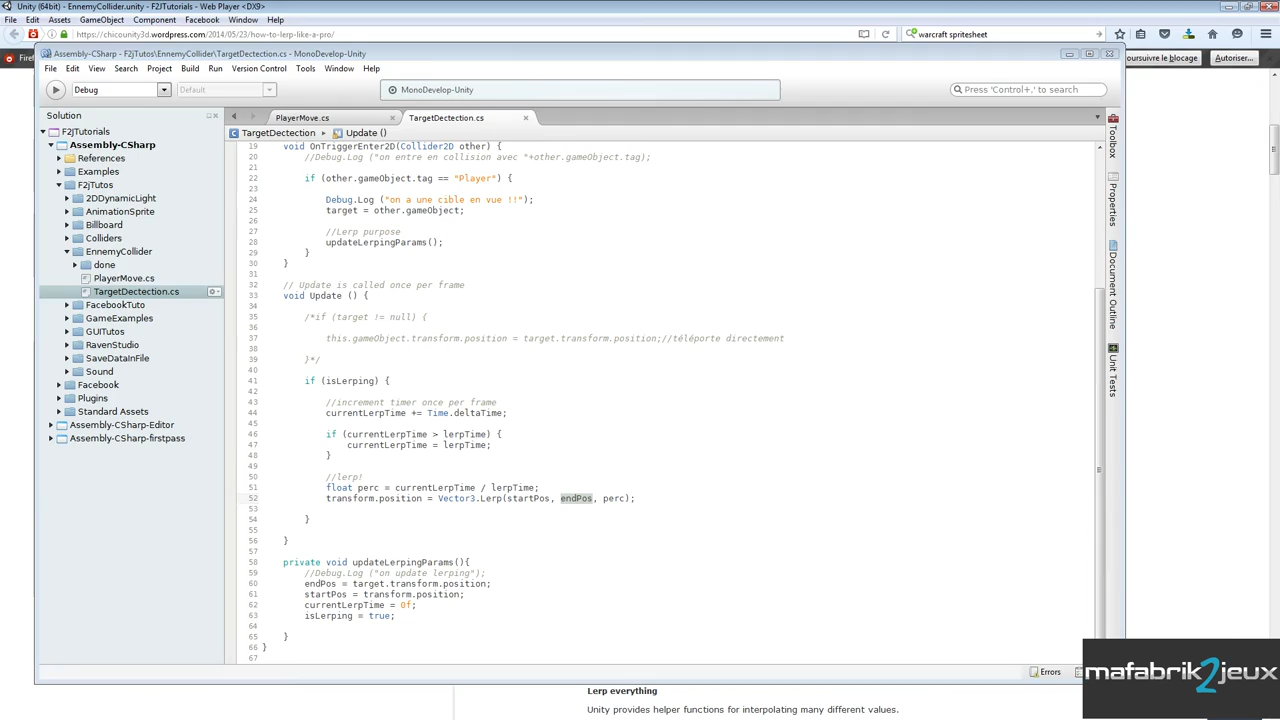 Unity (64bit) - EnnemyCollider.unity - F2JTutorials - Web Player <DX9>
File Edit Assets GameObject Component Facebook Window Help
https://chicounity3d.wordpress.com/2014/05/23/how-to-lerp-like-a-pro/
warcraft spritesheet
Firef
oursuivre le blocage
Autoriser...
Assembly-CSharp - F2jTutos\EnnemyCollider\TargetDectection.cs - MonoDevelop-Unity
File Edit View Search Project Build Run Version Control Tools Window Help
Debug
Default
MonoDevelop-Unity
Press 'Control+,' to search
Solution
F2JTutorials
Assembly-CSharp
References
Examples
F2jTutos
2DDynamicLight
AnimationSprite
Billboard
Colliders
EnnemyCollider
done
PlayerMove.cs
TargetDectection.cs
FacebookTuto
GameExamples
GUITutos
RavenStudio
SaveDataInFile
Sound
Facebook
Plugins
Standard Assets
Assembly-CSharp-Editor
Assembly-CSharp-firstpass
PlayerMove.cs
TargetDectection.cs
TargetDectection
Update ()
19 void OnTriggerEnter2D(Collider2D other) {
20 //Debug.Log ("on entre en collision avec "+other.gameObject.tag);
21
22 if (other.gameObject.tag == "Player") {
23
24 Debug.Log ("on a une cible en vue !!");
25 target = other.gameObject;
26
27 //Lerp purpose
28 updateLerpingParams();
29 }
30 }
31
32 // Update is called once per frame
33 void Update () {
34
35 /*if (target != null) {
36
37 this.gameObject.transform.position = target.transform.position;//téléporte directement
38
39 }*/
40
41 if (isLerping) {
42
43 //increment timer once per frame
44 currentLerpTime += Time.deltaTime;
45
46 if (currentLerpTime > lerpTime) {
47 currentLerpTime = lerpTime;
48 }
49
50 //lerp!
51 float perc = currentLerpTime / lerpTime;
52 transform.position = Vector3.Lerp(startPos, endPos, perc);
53
54 }
55
56 }
57
58 private void updateLerpingParams(){
59 //Debug.Log ("on update lerping");
60 endPos = target.transform.position;
61 startPos = transform.position;
62 currentLerpTime = 0f;
63 isLerping = true;
64
65 }
66 }
67
Toolbox
Properties
Document Outline
Unit Tests
Errors
mafabrik2jeux
Lerp everything
Unity provides helper functions for interpolating many different values.